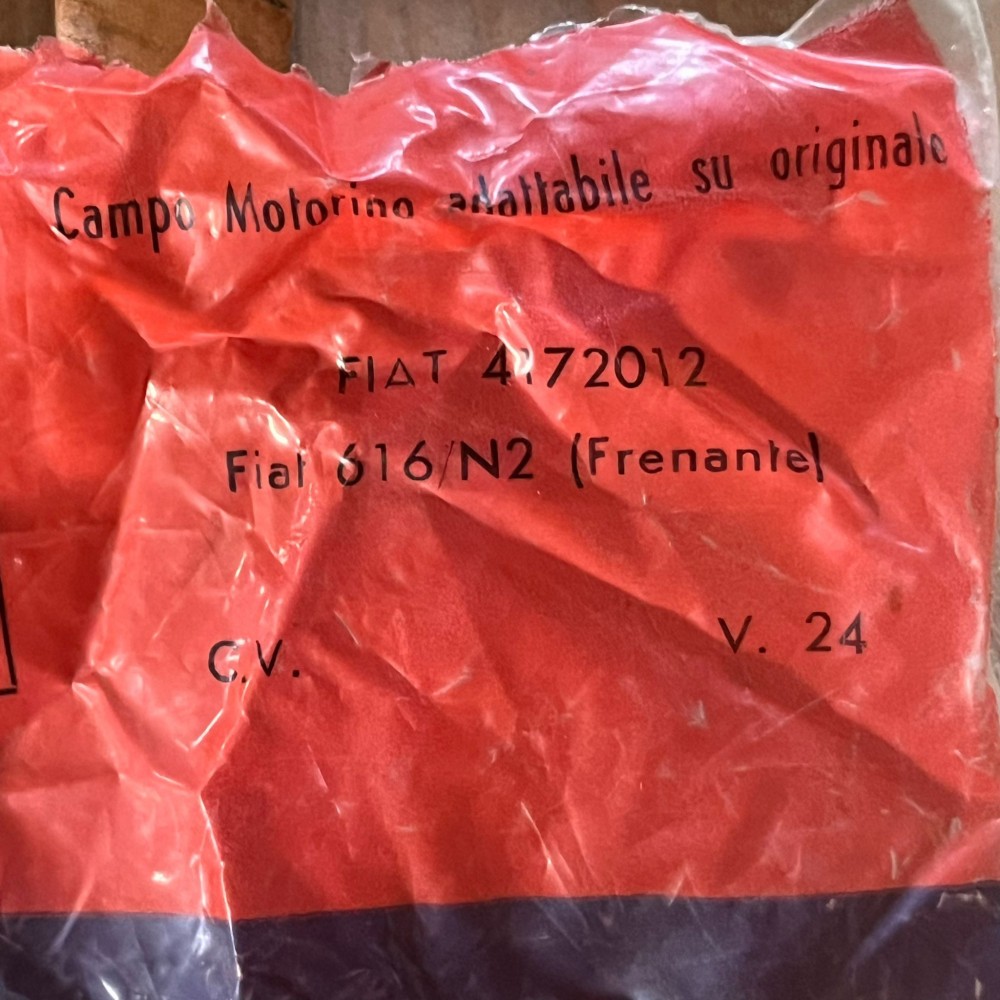 Campo Motorino adattabile su originale
FIAT 4172012
Fiat 616/N2 (Frenante)
C.V. V. 24